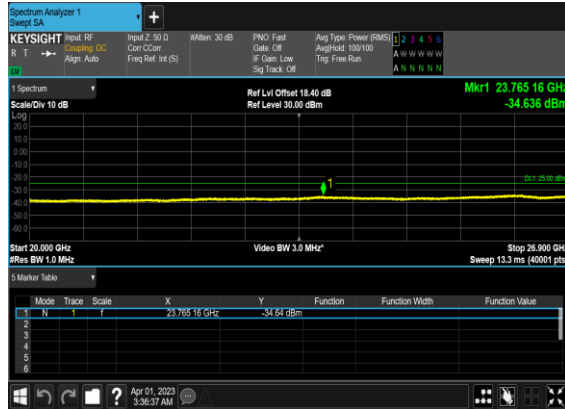 Spectrum Analyzer 1
Swept SA
+
KEYSIGHT Input: RF Input Z: 50 Ω #Atten: 30 dB PNO: Fast Avg Type: Power (RMS) 1 2 3 4 5 6
R T Coupling: DC Corr CCorr Gate: Off Avg|Hold: 100/100 A W W W W W
Align: Auto Freq Ref: Int (S) IF Gain: Low Trig: Free Run
Sig Track: Off A N N N N N
1 Spectrum
Ref Lvl Offset 18.40 dB Mkr1 23.765 16 GHz
Scale/Div 10 dB Ref Level 30.00 dBm -34.636 dBm
Log
20.0
10.0
0.00
-10.0
-20.0
DL1 -25.00 dBm
1
-30.0
-40.0
-50.0
-60.0
Start 20.000 GHz Video BW 3.0 MHz* Stop 26.900 GH
#Res BW 1.0 MHz Sweep 13.3 ms (40001 pts
5 Marker Table
Mode Trace Scale X Y Function Function Width Function Value
1 N 1 f 23.765 16 GHz -34.64 dBm
2
3
4
5
6
? Apr 01, 2023
3:36:37 AM